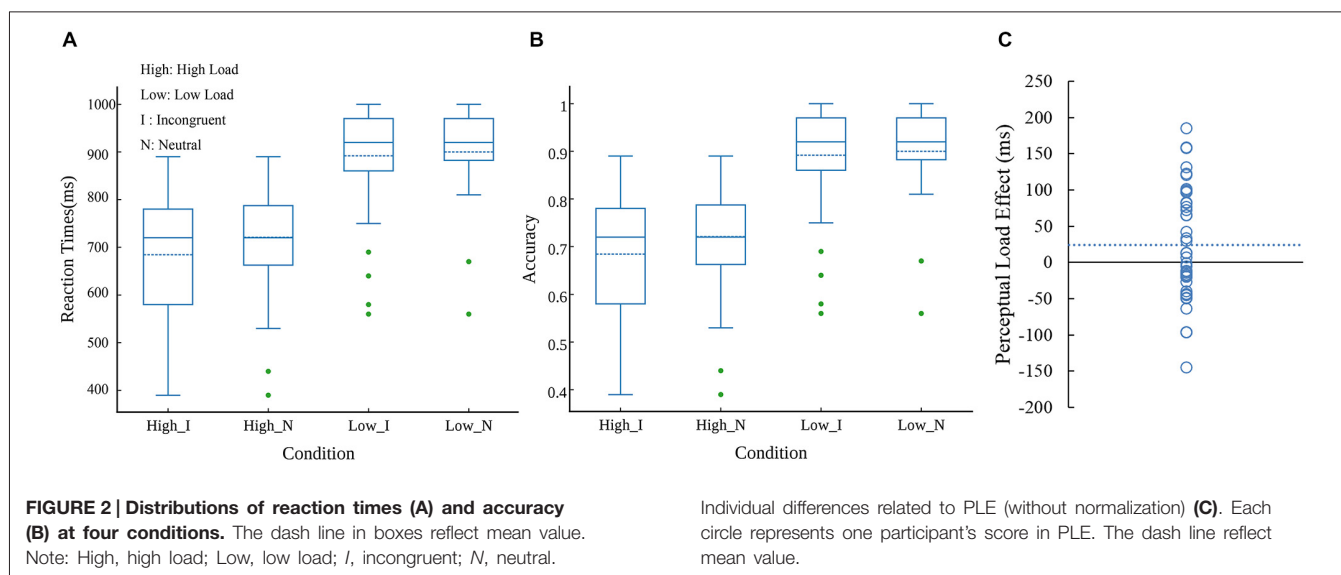 A
High: High Load
Low: Low Load
I : Incongruent
N: Neutral
1000
900
800
700
600
500
400
Reaction Times(ms)
High_I
High_N
Low_I
Low_N
Condition
B
1
0.9
0.8
0.7
0.6
0.5
0.4
Accuracy
High_I
High_N
Low_I
Low_N
Condition
C
250
200
150
100
50
0
-50
-100
-150
-200
Perceptual Load Effect (ms)
FIGURE 2 | Distributions of reaction times (A) and accuracy
(B) at four conditions. The dash line in boxes reflect mean value.
Note: High, high load; Low, low load; I, incongruent; N, neutral.
Individual differences related to PLE (without normalization) (C). Each
circle represents one participant's score in PLE. The dash line reflect
mean value.